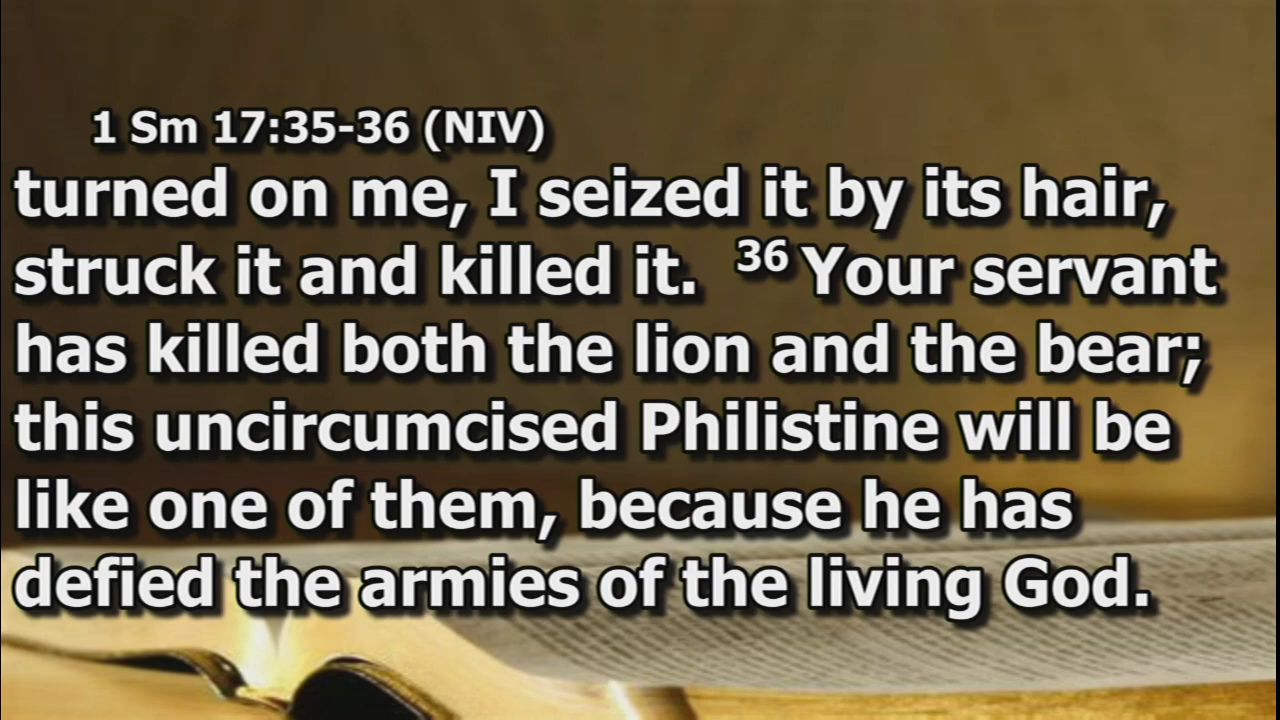 1 Sm 17:35-36 (NIV)
turned on me, I seized it by its hair,
struck it and killed it. 36 Your servant
has killed both the lion and the bear;
this uncircumcised Philistine will be
like one of them, because he has
defied the armies of the living God.